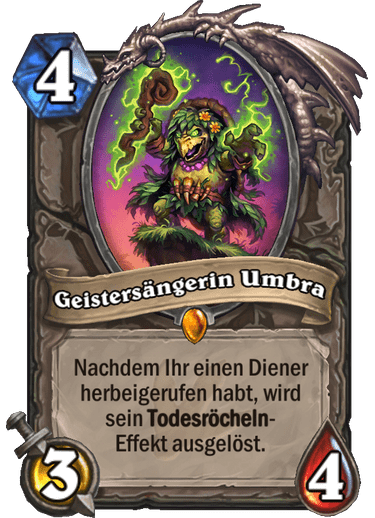 4
Geistersängerin Umbra
Nachdem Ihr einen Diener
herbeigerufen habt, wird
sein Todesröcheln-
Effekt ausgelöst.
3
4